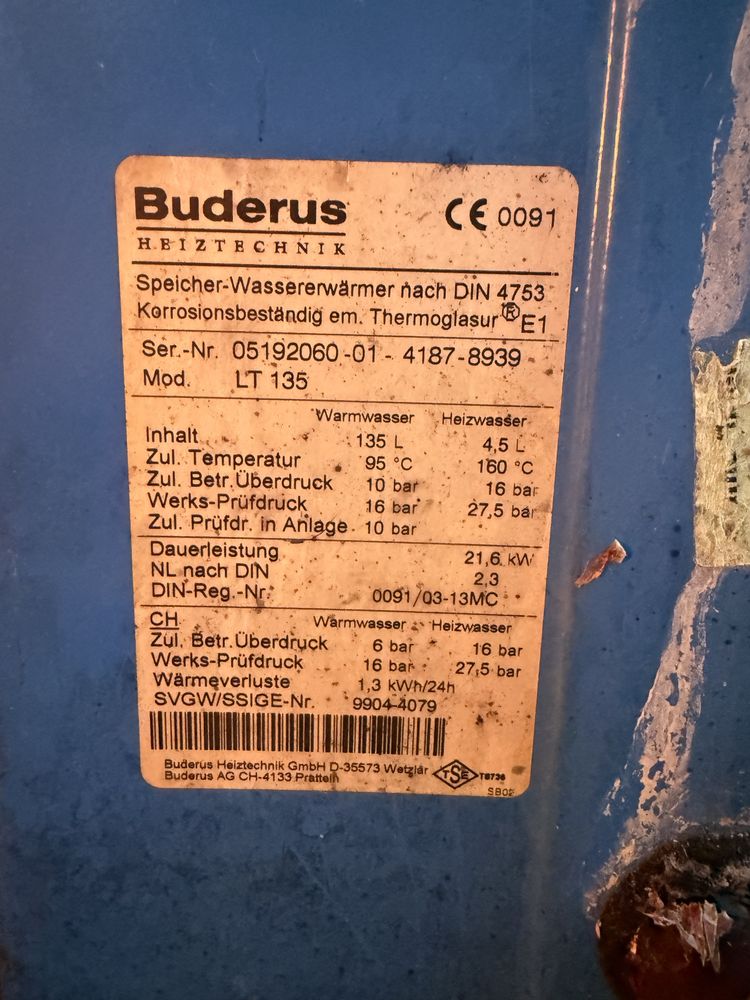 Buderus
HEIZTECHNIK
CE 0091
Speicher-Wassererwärmer nach DIN 4753
Korrosionsbeständig em. Thermoglasur® E1
Ser.-Nr. 05192060-01- 4187-8939
Mod. LT 135
Warmwasser Heizwasser
Inhalt 135 L 4,5 L
Zul. Temperatur 95 °C 160 °C
Zul. Betr.Überdruck 10 bar 16 bar
Werks-Prüfdruck 16 bar 27,5 bar
Zul. Prüfdr. in Anlage 10 bar
Dauerleistung 21,6 kW
NL nach DIN 2,3
DIN-Reg.-Nr. 0091/03-13MC
CH Warmwasser Heizwasser
Zul. Betr.Überdruck 6 bar 16 bar
Werks-Prüfdruck 16 bar 27,5 bar
Wärmeverluste 1,3 kWh/24h
SVGW/SSIGE-Nr. 9904-4079
Buderus Heiztechnik GmbH D-35573 Wetzlar
Buderus AG CH-4133 Pratteln
TSE TS736
SB02